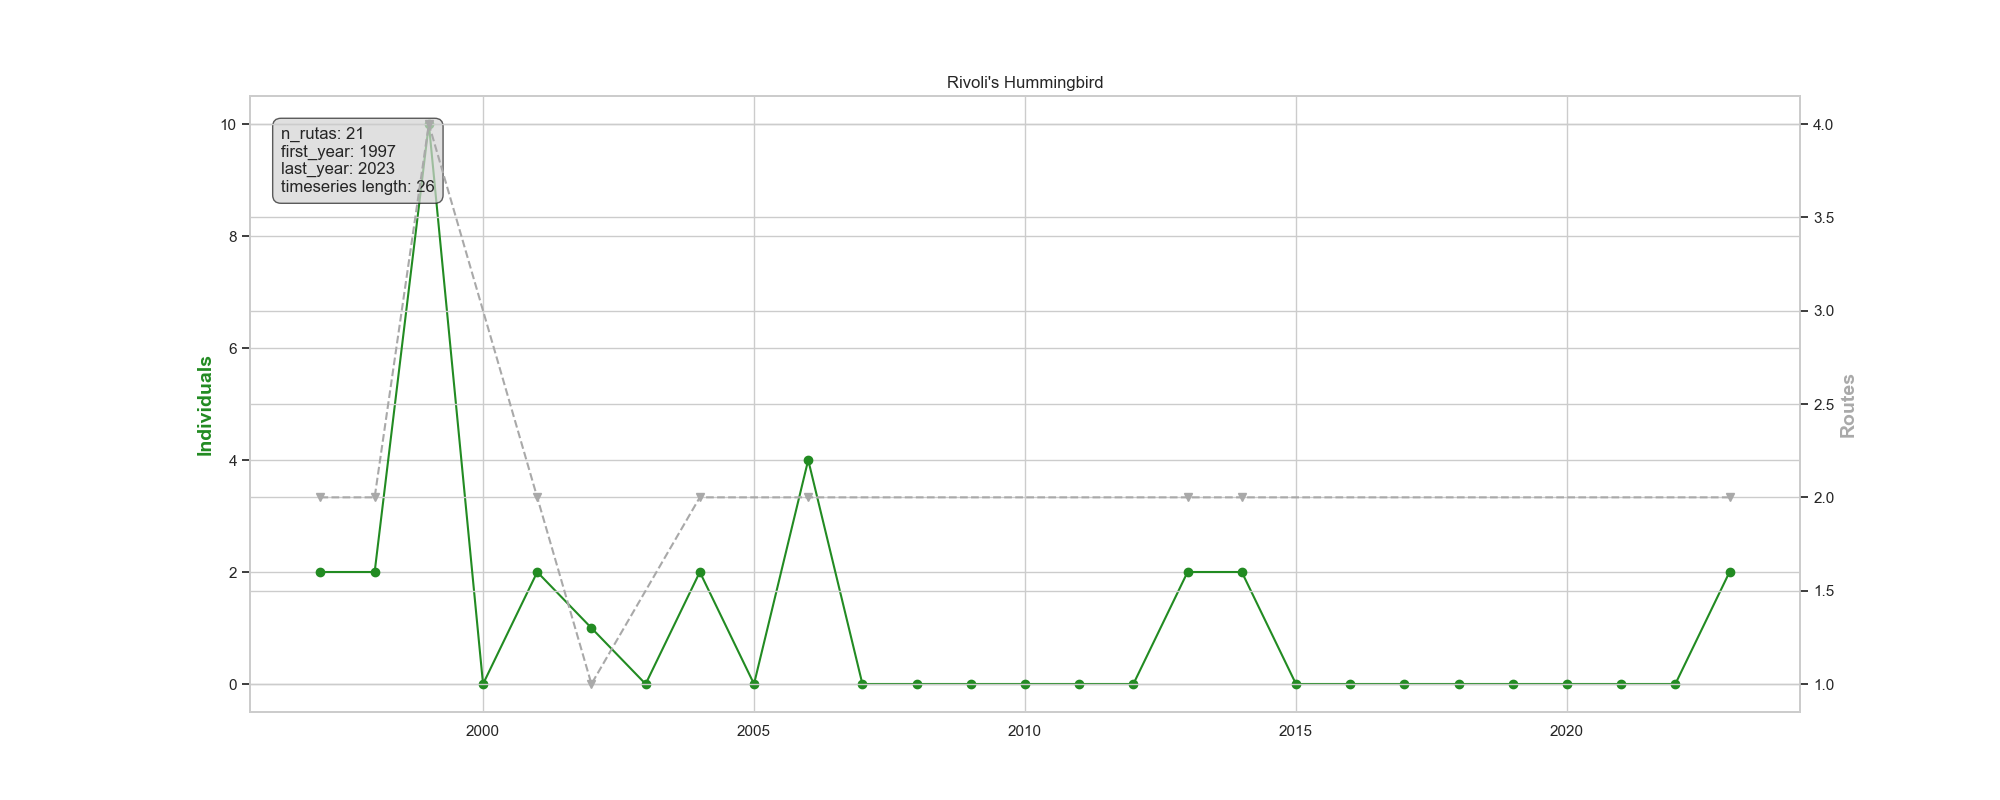 Rivoli's Hummingbird
n_rutas: 21
first_year: 1997
last_year: 2023
timeseries length: 26
Individuals
10
8
6
4
2
0
4.0
3.5
3.0
2.5
2.0
1.5
1.0
Routes
2000 2005 2010 2015 2020